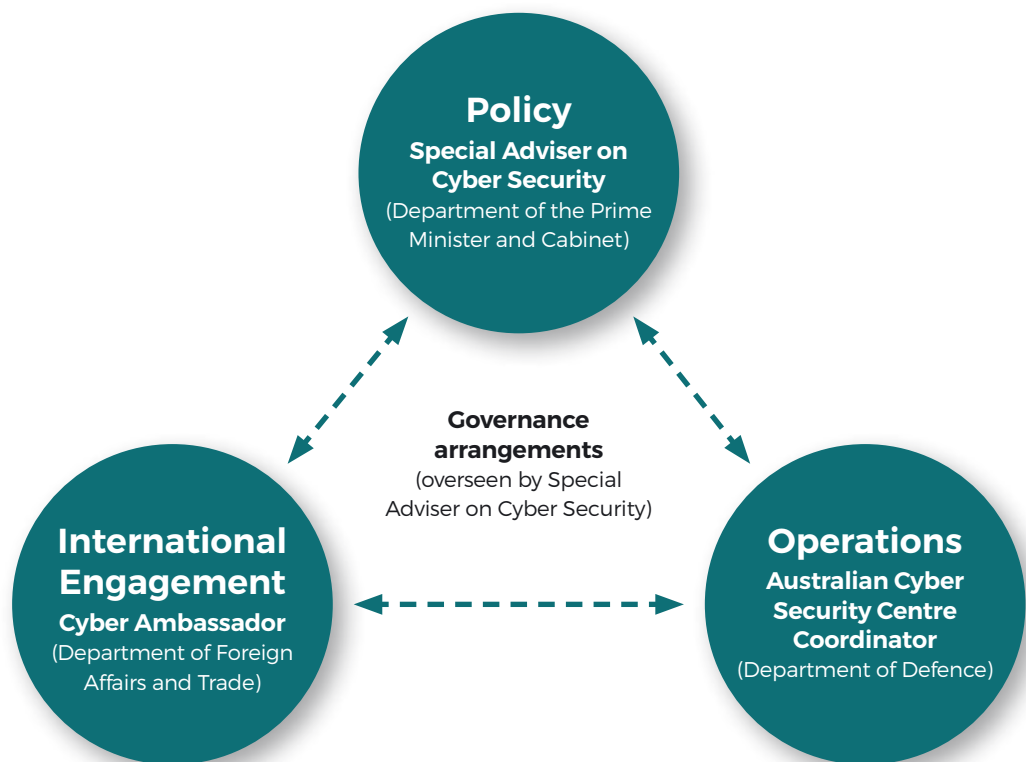 Policy
Special Adviser on
Cyber Security
(Department of the Prime
Minister and Cabinet)
Governance
arrangements
(overseen by Special
Adviser on Cyber Security)
International
Engagement
Cyber Ambassador
(Department of Foreign
Affairs and Trade)
Operations
Australian Cyber
Security Centre
Coordinator
(Department of Defence)